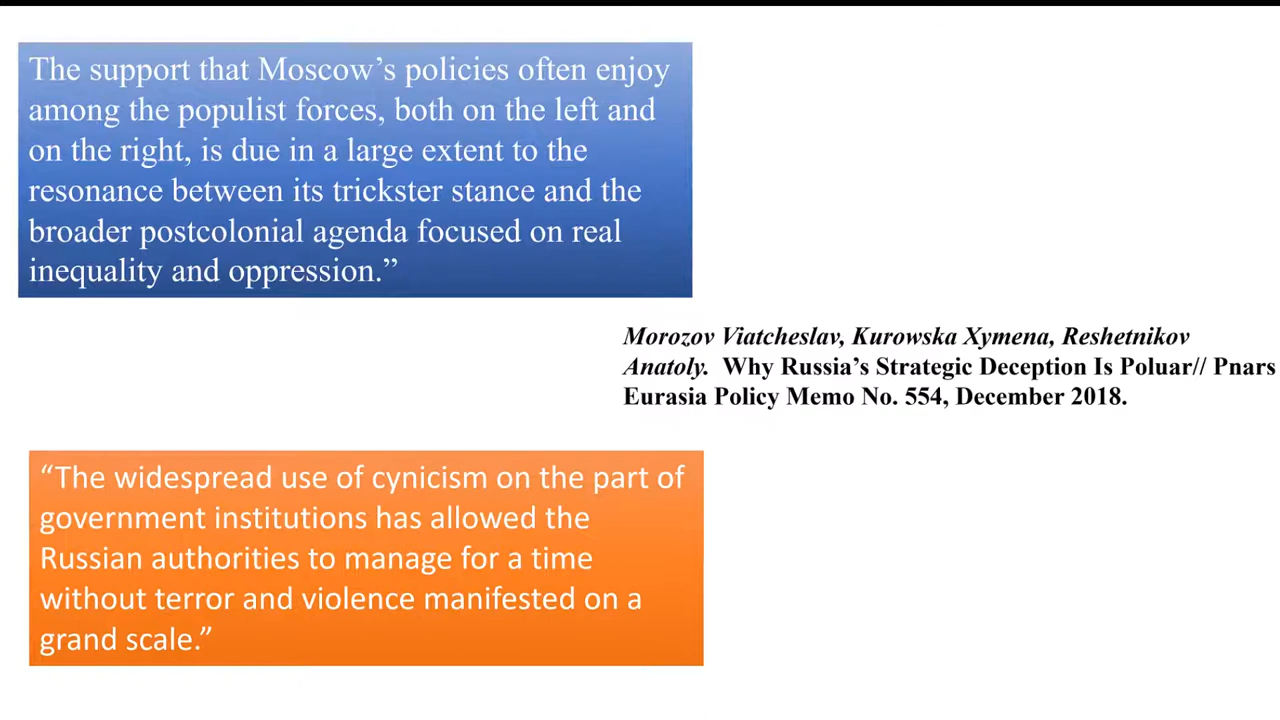 The support that Moscow’s policies often enjoy
among the populist forces, both on the left and
on the right, is due in a large extent to the
resonance between its trickster stance and the
broader postcolonial agenda focused on real
inequality and oppression.”
Morozov Viatcheslav, Kurowska Xymena, Reshetnikov
Anatoly. Why Russia’s Strategic Deception Is Poluar// Pnars
Eurasia Policy Memo No. 554, December 2018.
“The widespread use of cynicism on the part of
government institutions has allowed the
Russian authorities to manage for a time
without terror and violence manifested on a
grand scale.”